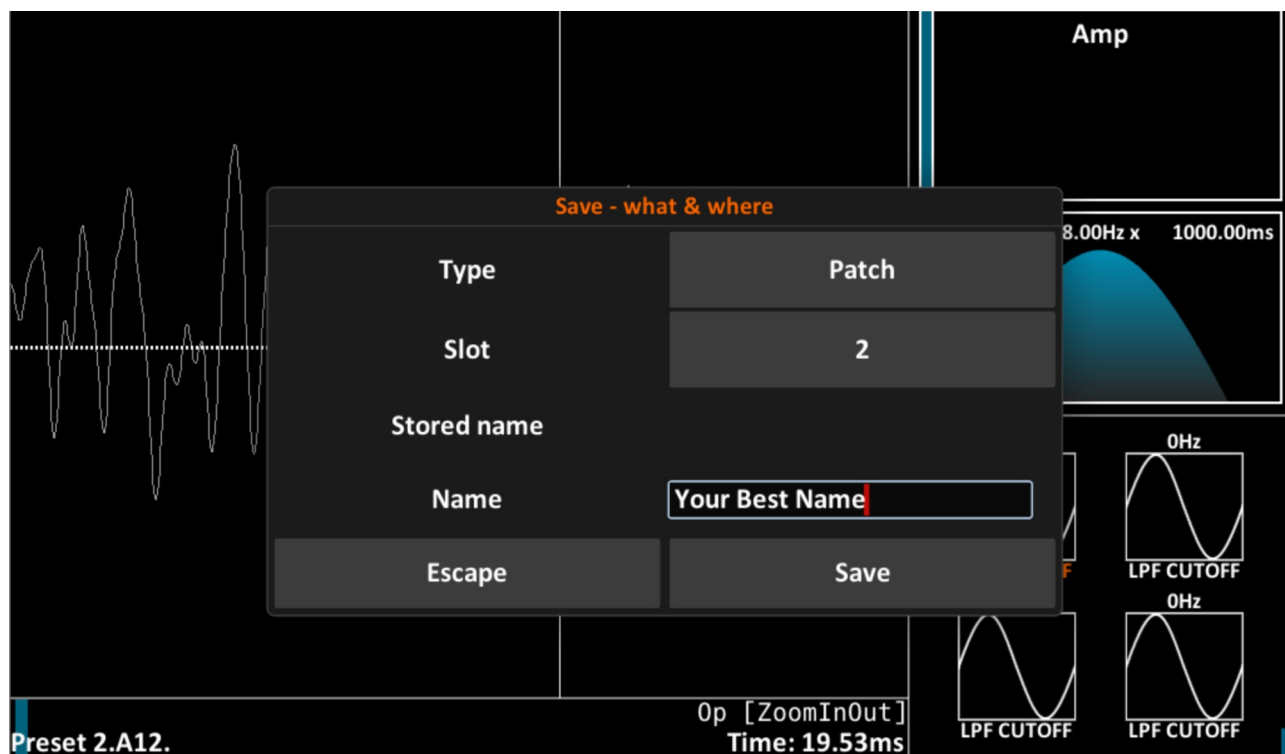 Amp
8.00Hz x 1000.00ms
Save - what & where
Type Patch
Slot 2
Stored name
Name Your Best Name
Escape Save
0Hz
F LPF CUTOFF
0Hz
LPF CUTOFF LPF CUTOFF
Op [ZoomInOut]
Preset 2.A12. Time: 19.53ms